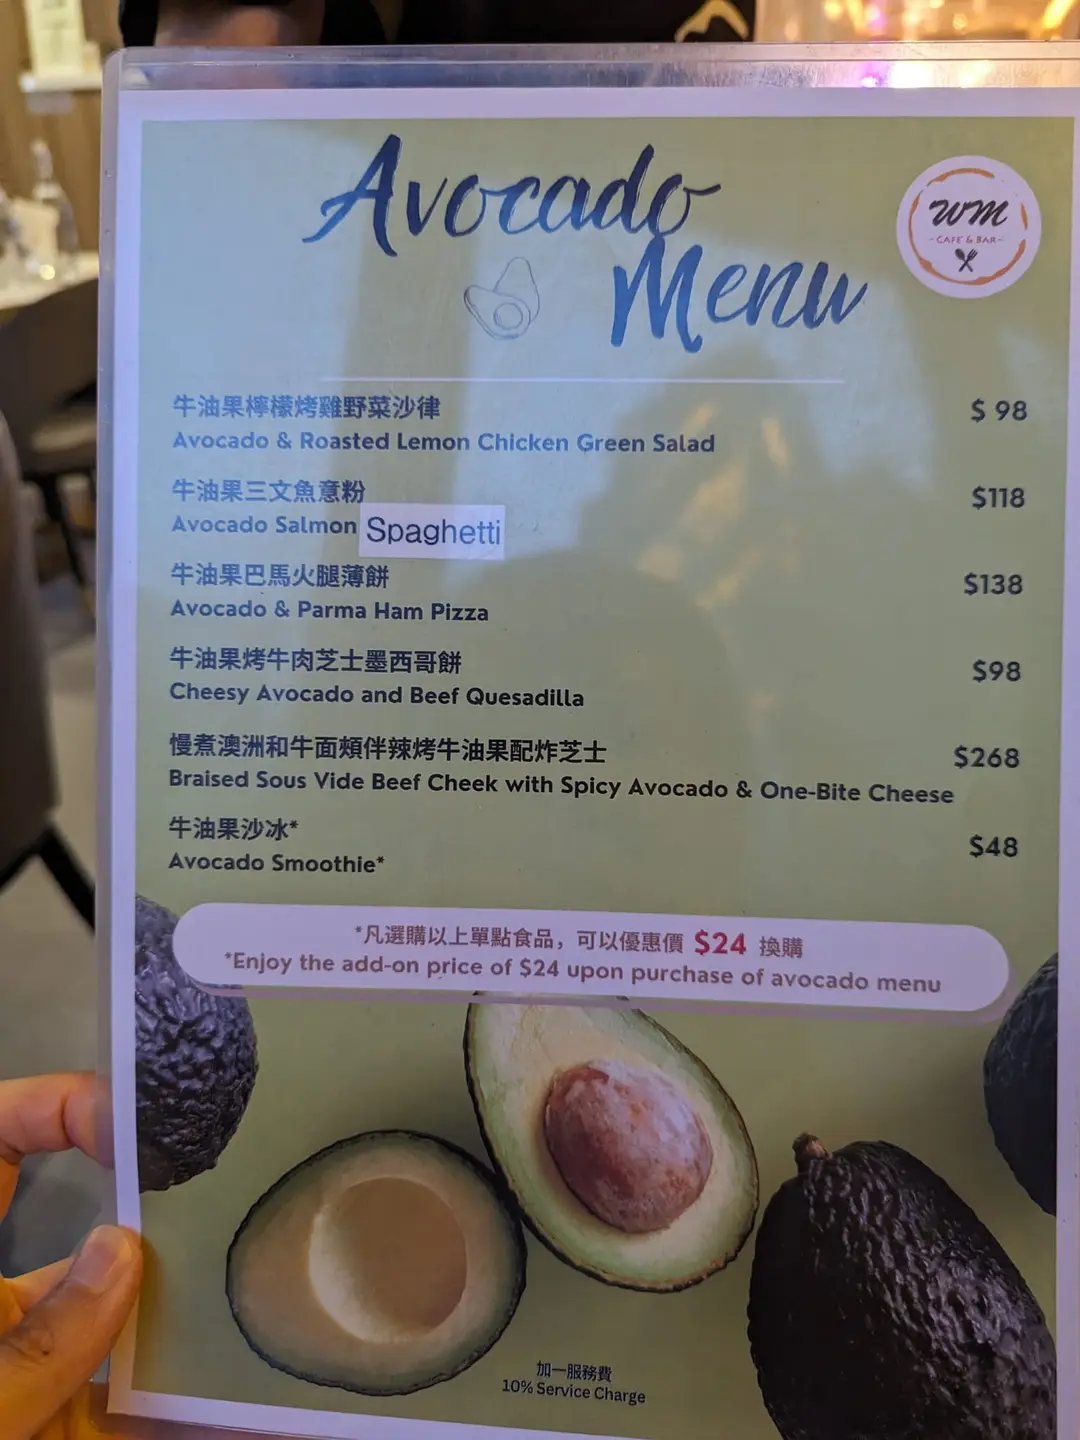 Avocado
Menu
WM
CAFE & BAR
牛油果檸檬烤雞野菜沙律
$ 98
Avocado & Roasted Lemon Chicken Green Salad
牛油果三文魚意粉
$118
Avocado Salmon Spaghetti
牛油果巴馬火腿薄餅
$138
Avocado & Parma Ham Pizza
牛油果烤牛肉芝士墨西哥餅
$98
Cheesy Avocado and Beef Quesadilla
慢煮澳洲和牛面頰伴辣烤牛油果配炸芝士
$268
Braised Sous Vide Beef Cheek with Spicy Avocado & One-Bite Cheese
牛油果沙冰*
$48
Avocado Smoothie*
*凡選購以上單點食品，可以優惠價 $24 換購
*Enjoy the add-on price of $24 upon purchase of avocado menu
加一服務費
10% Service Charge